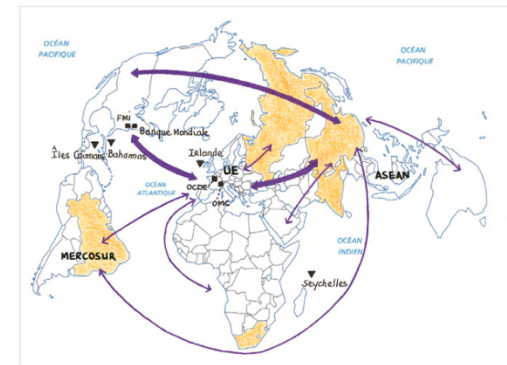 OCÉAN
PACIFIQUE
OCÉAN
PACIFIQUE
FMI
Banque Mondiale
Îles Caïmans
Bahamas
Irlande
UE
OCÉAN
ATLANTIQUE
OCDE
OMC
ASEAN
OCÉAN
INDIEN
MERCOSUR
Seychelles